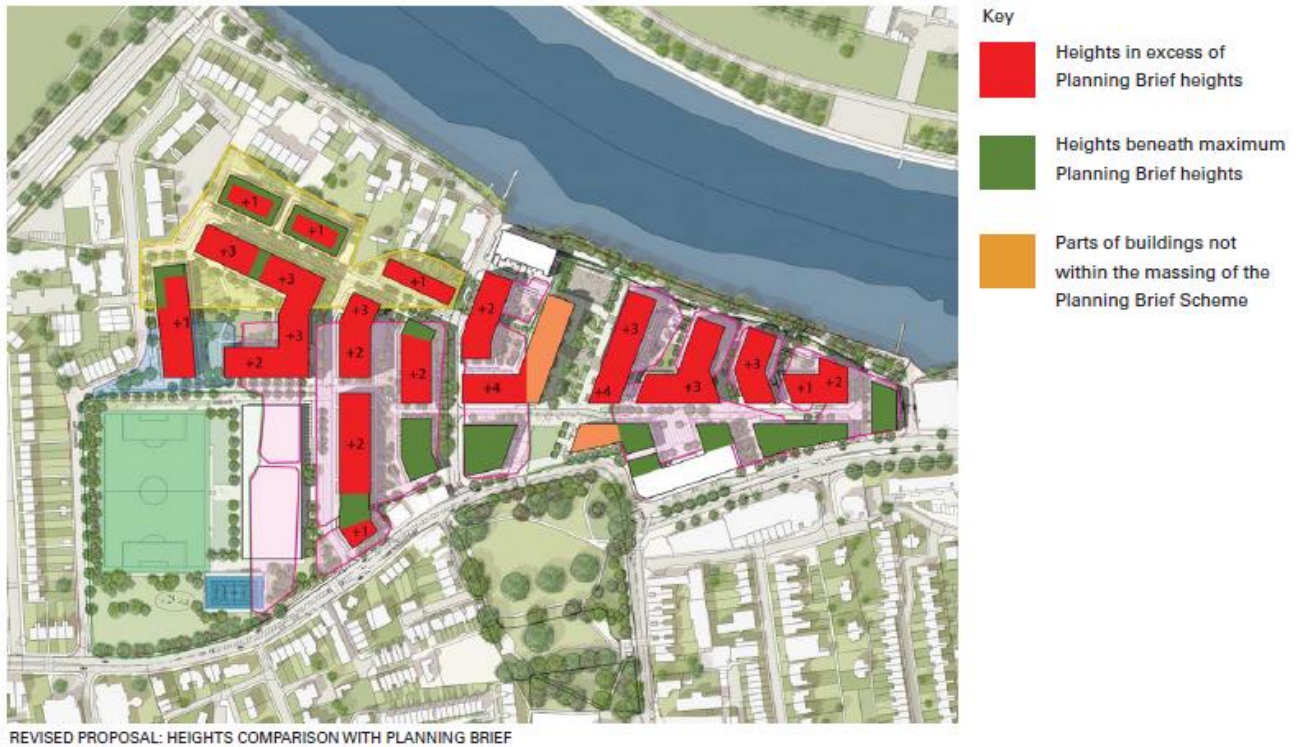 Key
Heights in excess of
Planning Brief heights
Heights beneath maximum
Planning Brief heights
Parts of buildings not
within the massing of the
Planning Brief Scheme
+1
+1
+3
+3
+1
+1
+3
+2
+3
+3
+1
+3
+2
+2
+2
+4
+4
+3
+1
+2
+2
+1
REVISED PROPOSAL: HEIGHTS COMPARISON WITH PLANNING BRIEF